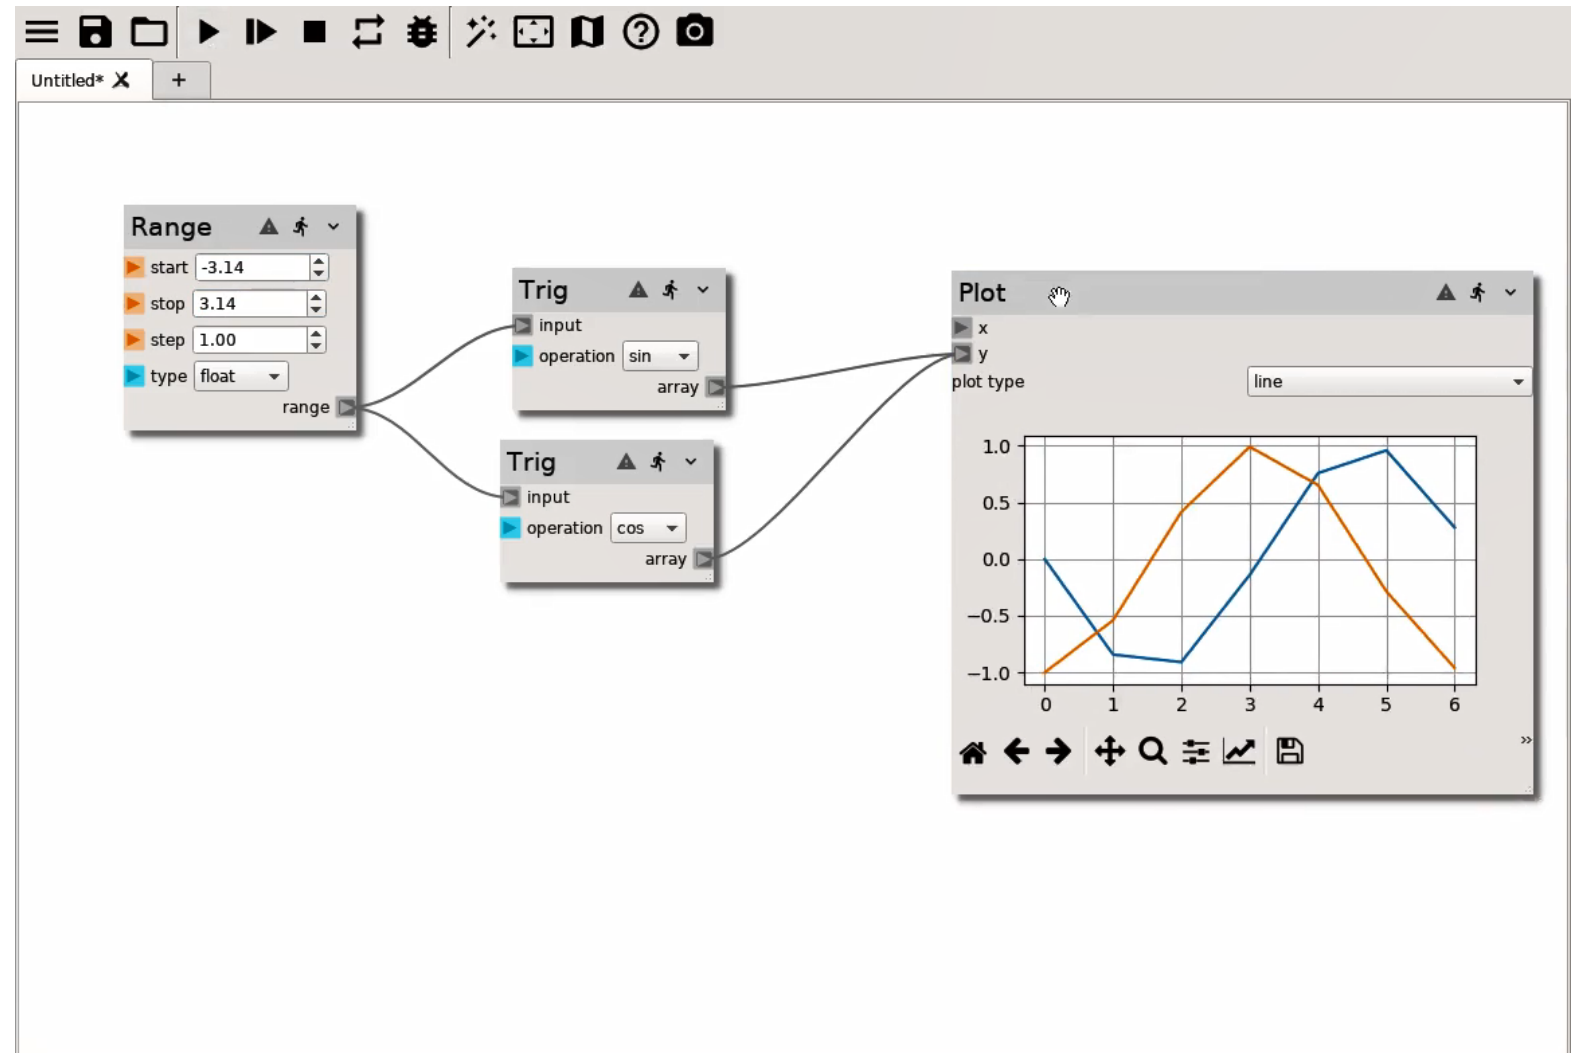 Untitled* +
Range
start -3.14
stop 3.14
step 1.00
type float
range
Trig
input
operation sin
array
Trig
input
operation cos
array
Plot
x
y
plot type line
1.0
0.5
0.0
−0.5
−1.0
0 1 2 3 4 5 6
»